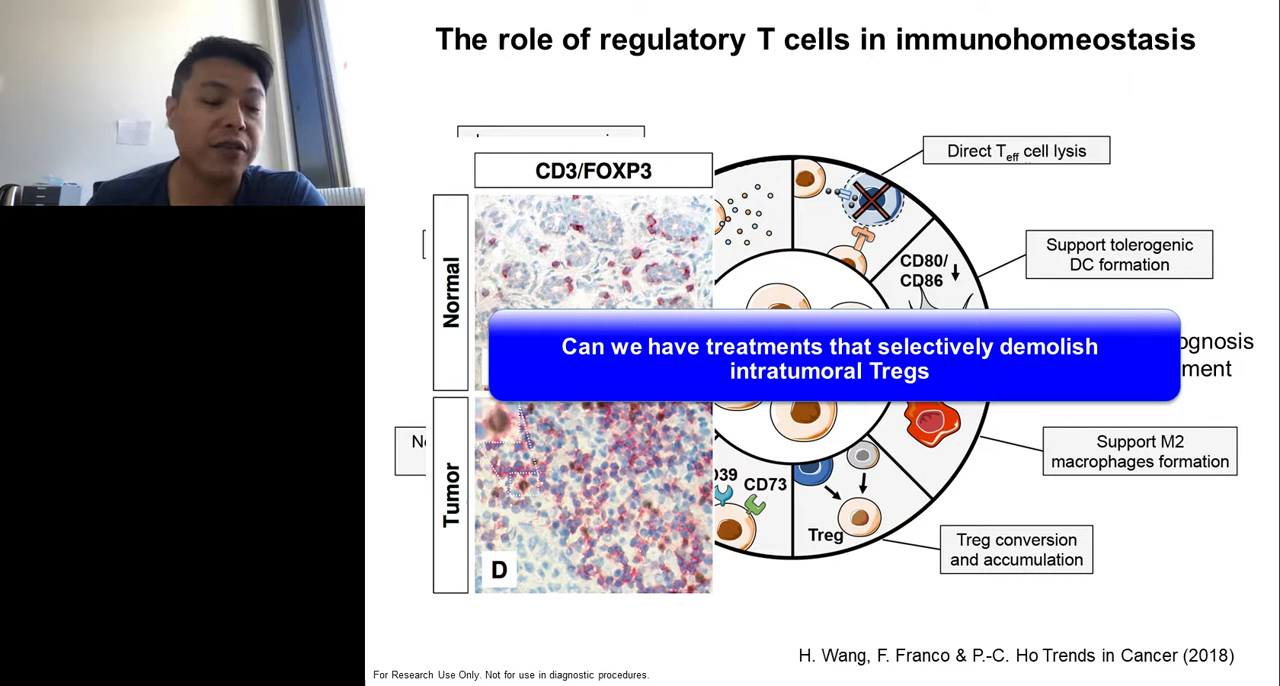 The role of regulatory T cells in immunohomeostasis
CD3/FOXP3
Direct Teff cell lysis
Support tolerogenic
DC formation
CD80/
CD86
Normal
Can we have treatments that selectively demolish
intratumoral Tregs
Support M2
macrophages formation
CD73
Treg
Tumor
D
Treg conversion
and accumulation
H. Wang, F. Franco & P.-C. Ho Trends in Cancer (2018)
For Research Use Only. Not for use in diagnostic procedures.